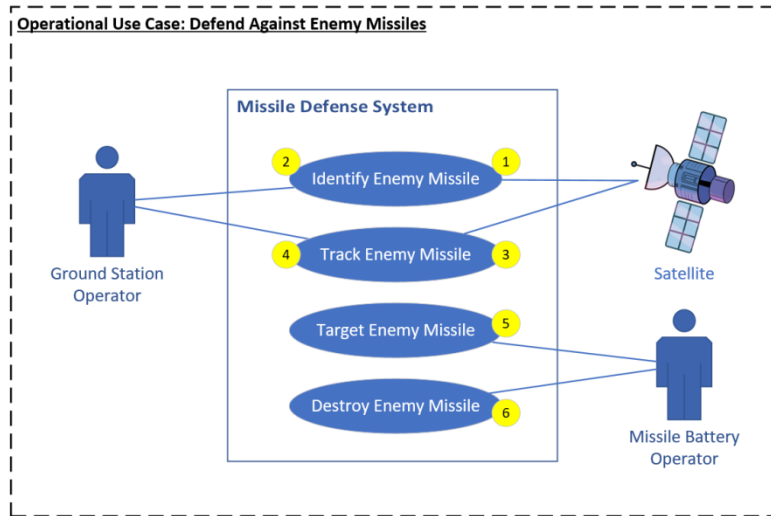 Operational Use Case: Defend Against Enemy Missiles
Missile Defense System
2
1
Identify Enemy Missile
4
Track Enemy Missile
3
Ground Station
Operator
Satellite
Target Enemy Missile
5
Destroy Enemy Missile
6
Missile Battery
Operator